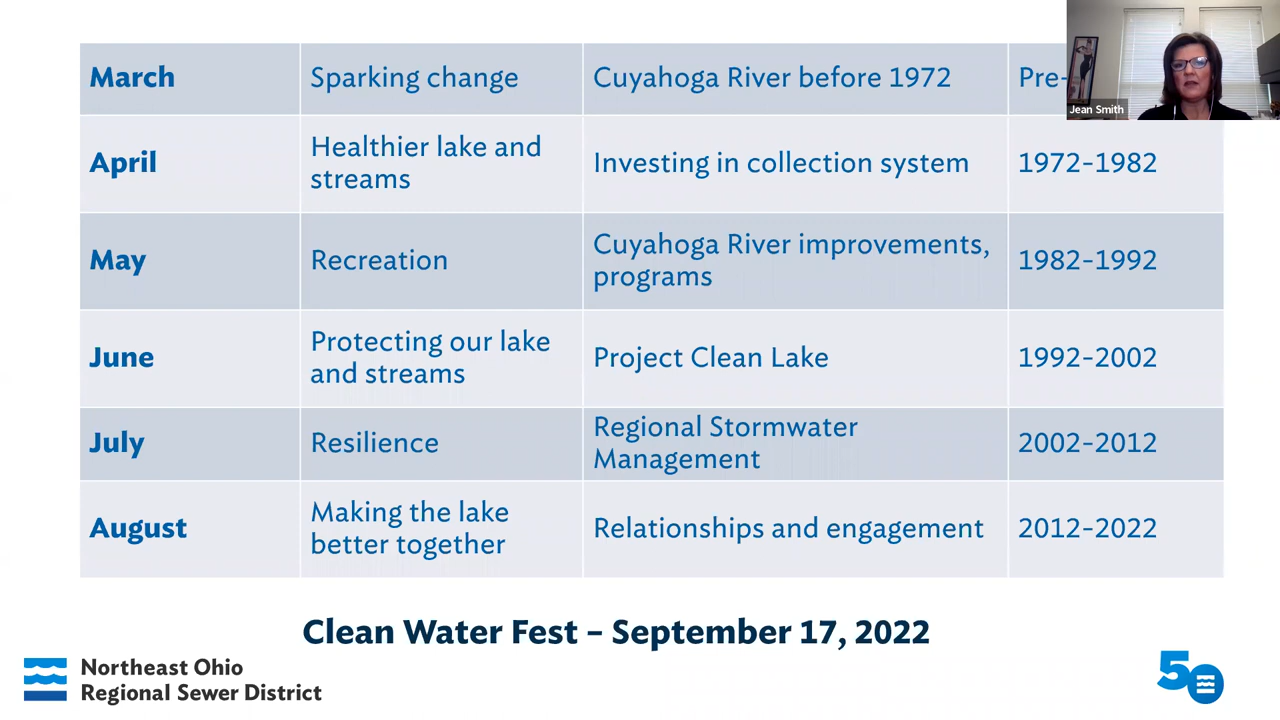 March
Sparking change
Cuyahoga River before 1972
Pre-
Jean Smith
April
Healthier lake and
streams
Investing in collection system
1972-1982
May
Recreation
Cuyahoga River improvements,
programs
1982-1992
June
Protecting our lake
and streams
Project Clean Lake
1992-2002
July
Resilience
Regional Stormwater
Management
2002-2012
August
Making the lake
better together
Relationships and engagement
2012-2022
Clean Water Fest – September 17, 2022
Northeast Ohio
Regional Sewer District
50